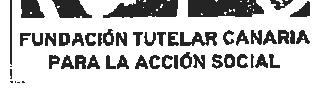 FUNDACIÓN TUTELAR CANARIA
PARA LA ACCIÓN SOCIAL